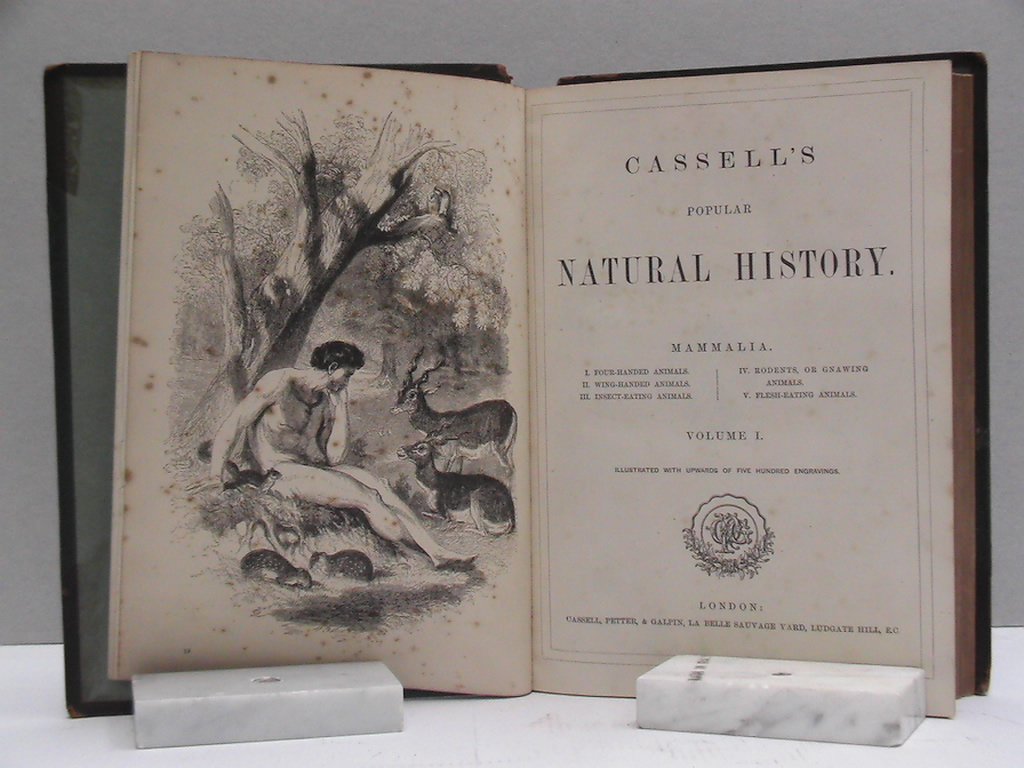 CASSELL'S
POPULAR
NATURAL HISTORY.
MAMMALIA.
I. FOUR-HANDED ANIMALS.
II. WING-HANDED ANIMALS.
III. INSECT-EATING ANIMALS.
IV. RODENTS, OR GNAWING
ANIMALS.
V. FLESH-EATING ANIMALS.
VOLUME I.
ILLUSTRATED WITH UPWARDS OF FIVE HUNDRED ENGRAVINGS.
LONDON:
CASSELL, PETTER, & GALPIN, LA BELLE SAUVAGE YARD, LUDGATE HILL, E.C